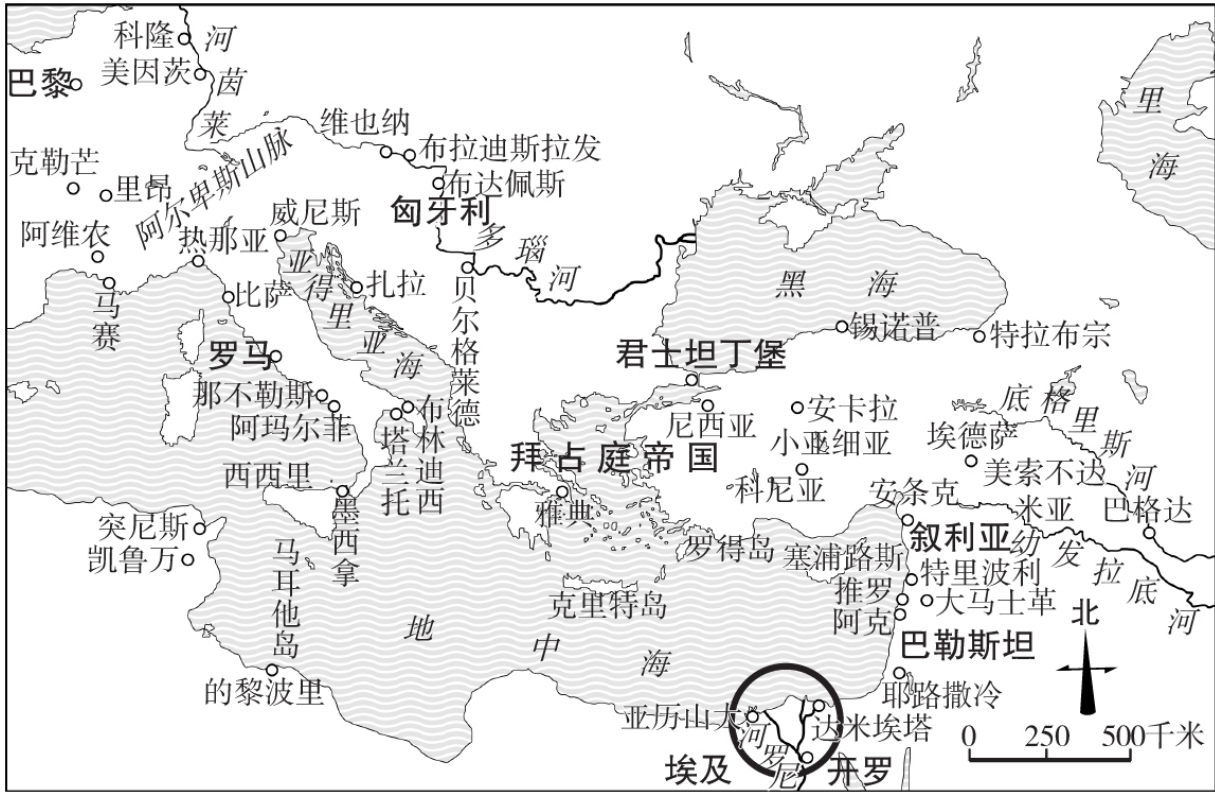 科隆
河
美因茨
茵
巴黎
莱
里
海
维也纳
布拉迪斯拉发
克勒芒
里昂
阿尔卑斯山脉
布达佩斯
匈牙利
阿维农
威尼斯
热那亚
多瑙河
马赛
比萨
扎拉
亚得里亚海
贝尔格莱德
黑海
锡诺普
特拉布宗
罗马
君士坦丁堡
那不勒斯
阿玛尔菲
布林迪西
塔兰托
尼西亚
安卡拉
小亚细亚
底格里斯河
埃德萨
拜占庭帝国
美索不达
米亚
西西里
墨西拿
雅典
科尼亚
安条克
巴格达
突尼斯
凯鲁万
马耳他岛
罗得岛
塞浦路斯
叙利亚
幼发拉底河
特里波利
克里特岛
推罗
大马士革
阿克
北
地中海
巴勒斯坦
的黎波里
耶路撒冷
亚历山大
河罗尼
达米埃塔
埃及
开罗
0 250 500千米